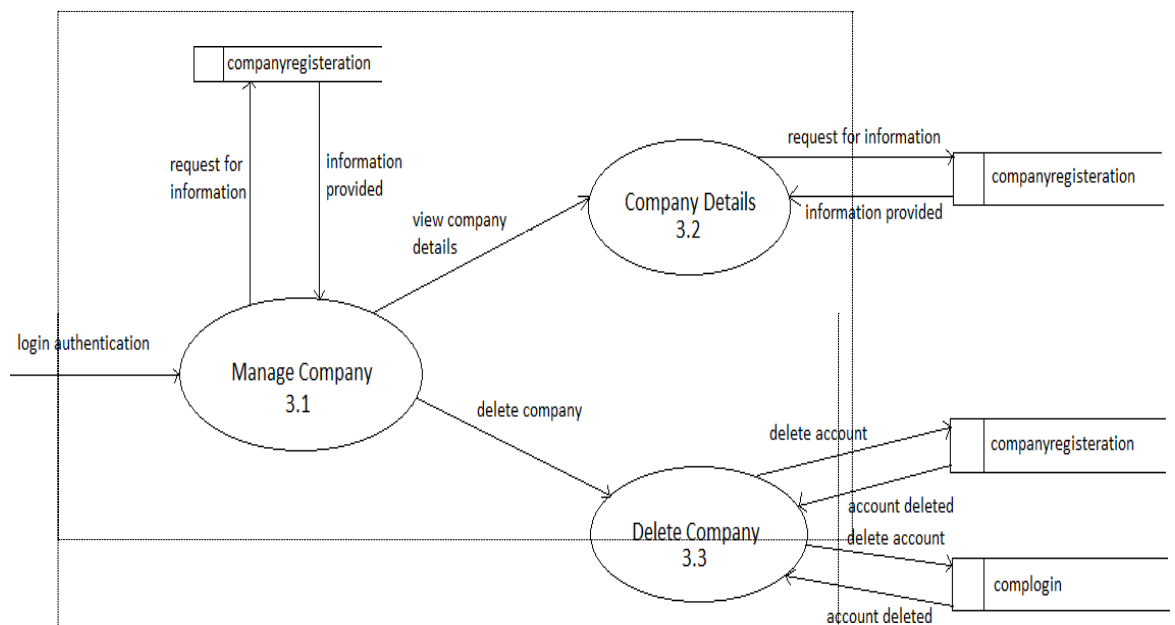 companyregisteration
request for
information
information
provided
view company
details
Company Details
3.2
request for information
companyregisteration
information provided
login authentication
Manage Company
3.1
delete company
delete account
companyregisteration
account deleted
Delete Company
3.3
delete account
complogin
account deleted